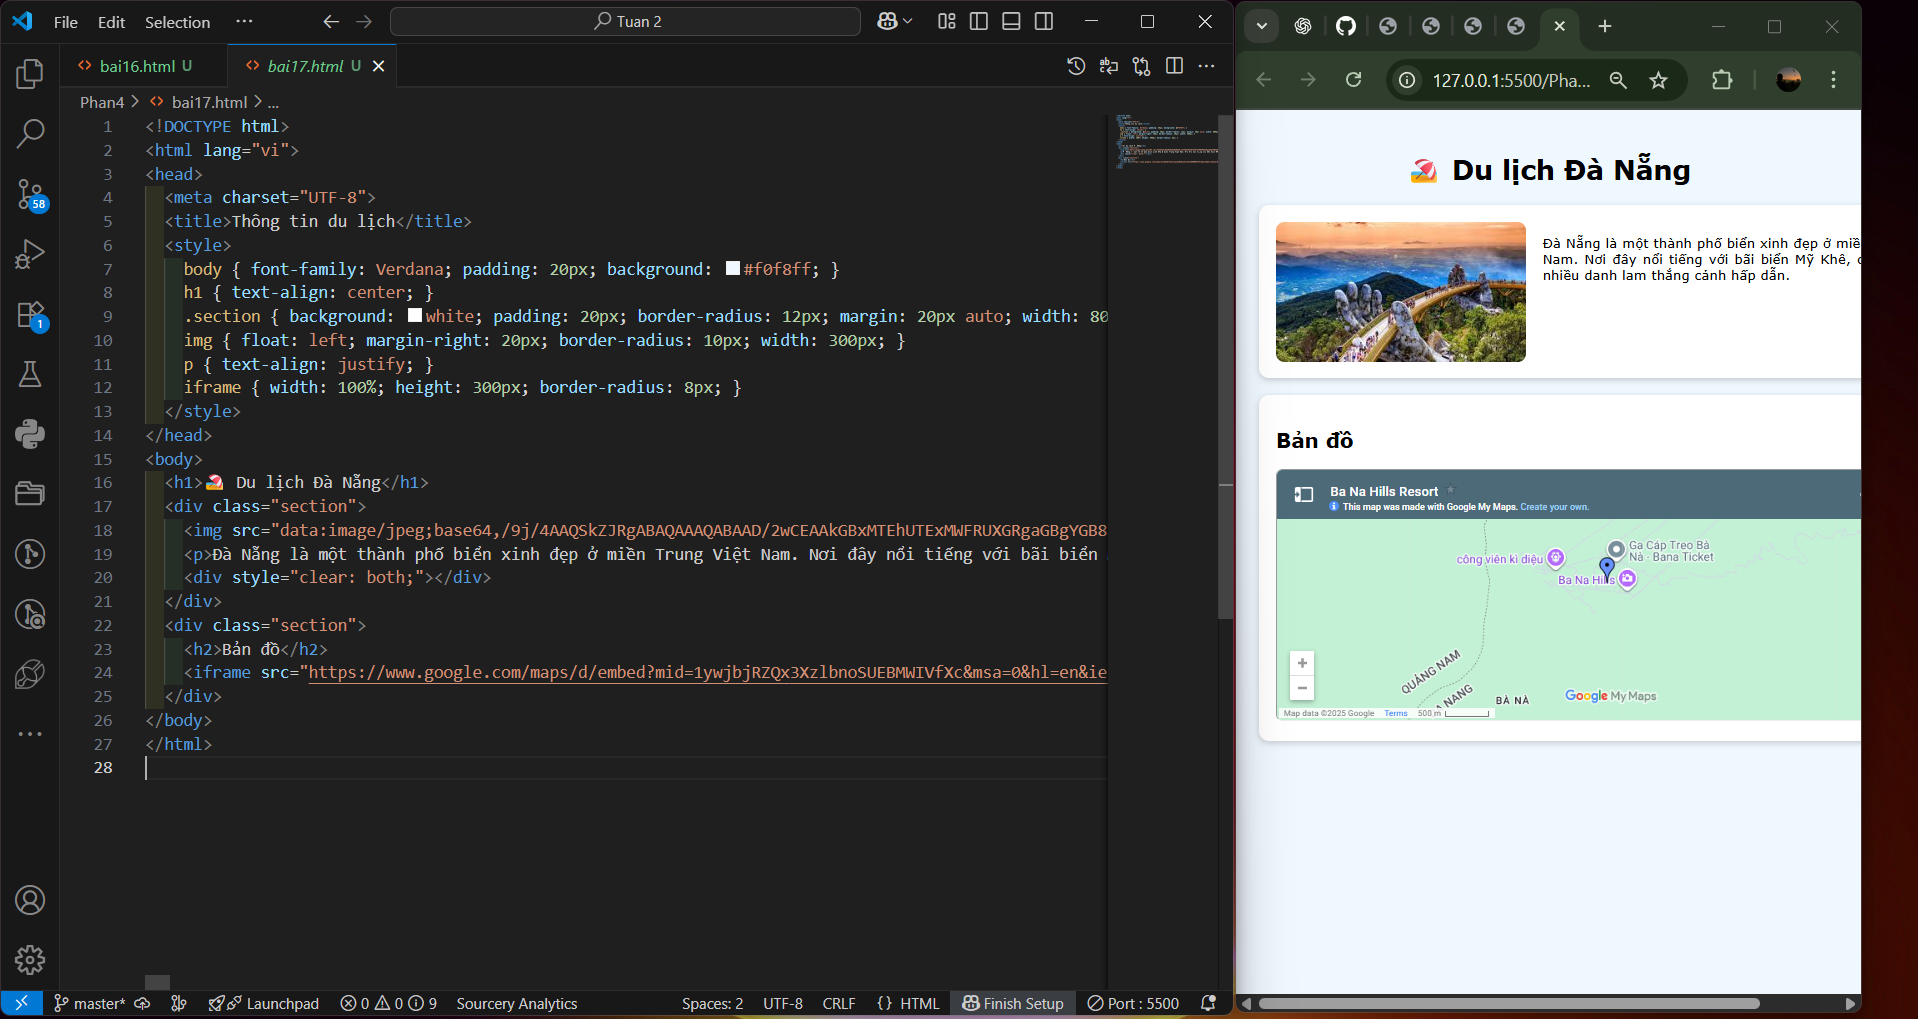 File Edit Selection ··· Tuan 2
bai16.html U bai17.html U
Phan4 > bai17.html > ...
1 <!DOCTYPE html>
2 <html lang="vi">
3 <head>
4 <meta charset="UTF-8">
5 <title>Thông tin du lịch</title>
6 <style>
7 body { font-family: Verdana; padding: 20px; background: #f0f8ff; }
8 h1 { text-align: center; }
9 .section { background: white; padding: 20px; border-radius: 12px; margin: 20px auto; width: 80
10 img { float: left; margin-right: 20px; border-radius: 10px; width: 300px; }
11 p { text-align: justify; }
12 iframe { width: 100%; height: 300px; border-radius: 8px; }
13 </style>
14 </head>
15 <body>
16 <h1>🏖️ Du lịch Đà Nẵng</h1>
17 <div class="section">
18 <img src="data:image/jpeg;base64,/9j/4AAQSkZJRgABAQAAAQABAAD/2wCEAAkGBxMTEhUTExMWFRUXGRgaGBgYGB8
19 <p>Đà Nẵng là một thành phố biển xinh đẹp ở miền Trung Việt Nam. Nơi đây nổi tiếng với bãi biển
20 <div style="clear: both;"></div>
21 </div>
22 <div class="section">
23 <h2>Bản đồ</h2>
24 <iframe src="https://www.google.com/maps/d/embed?mid=1ywjbjRZQx3XzlbnoSUEBMWIVfXc&msa=0&hl=en&ie
25 </div>
26 </body>
27 </html>
28
58
1
master* Launchpad 0 0 9 Sourcery Analytics Spaces: 2 UTF-8 CRLF {} HTML Finish Setup Port : 5500
127.0.0.1:5500/Pha...
🏖️ Du lịch Đà Nẵng
Đà Nẵng là một thành phố biển xinh đẹp ở miề
Nam. Nơi đây nổi tiếng với bãi biển Mỹ Khê, c
nhiều danh lam thắng cảnh hấp dẫn.
Bản đồ
Ba Na Hills Resort
This map was made with Google My Maps. Create your own.
công viên kì diệu
Ga Cáp Treo Bà
Nà - Bana Ticket
Ba Na Hills
QUẢNG NAM
A NANG
BÀ NÀ
Google My Maps
Map data ©2025 Google Terms 500 m